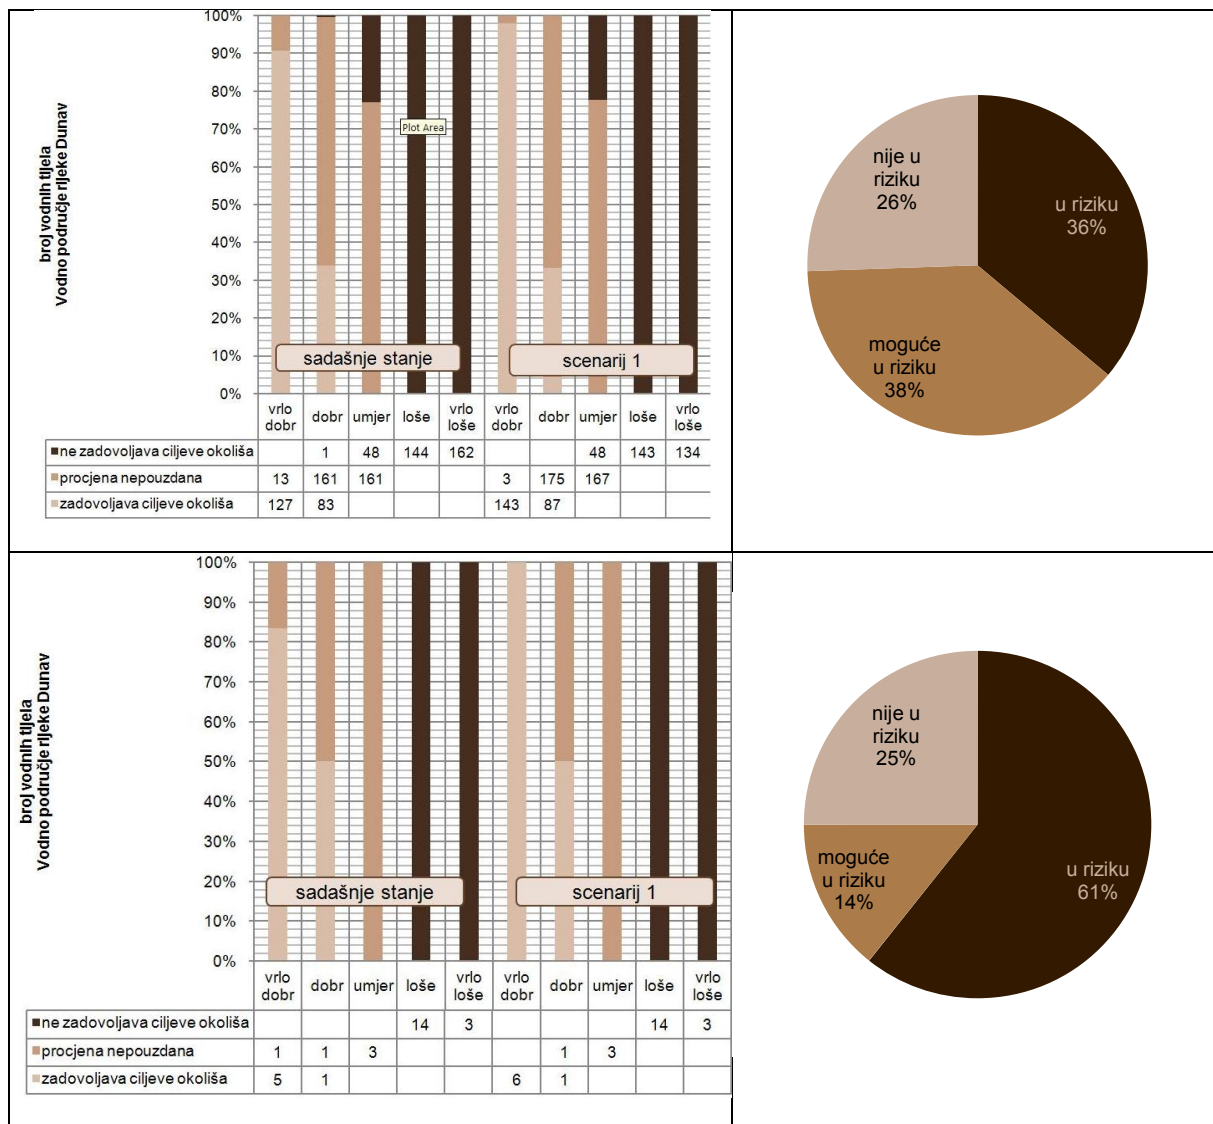 100%
90%
80%
70%
60%
50%
40%
30%
20%
10%
0%
broj vodnih tijela
Vodno područje rijeke Dunav
Plot Area
sadašnje stanje
scenarij 1
vrlo dobr dobr umjer loše vrlo loše vrlo dobr dobr umjer loše vrlo loše
ne zadovoljava ciljeve okoliša 1 48 144 162 48 143 134
procjena nepouzdana 13 161 161 3 175 167
zadovoljava ciljeve okoliša 127 83 143 87
nije u
riziku
26%
u riziku
36%
moguće
u riziku
38%
100%
90%
80%
70%
60%
50%
40%
30%
20%
10%
0%
broj vodnih tijela
Vodno područje rijeke Dunav
sadašnje stanje
scenarij 1
vrlo dobr dobr umjer loše vrlo loše vrlo dobr dobr umjer loše vrlo loše
ne zadovoljava ciljeve okoliša 14 3 14 3
procjena nepouzdana 1 1 3 1 3
zadovoljava ciljeve okoliša 5 1 6 1
nije u
riziku
25%
moguće
u riziku
14%
u riziku
61%